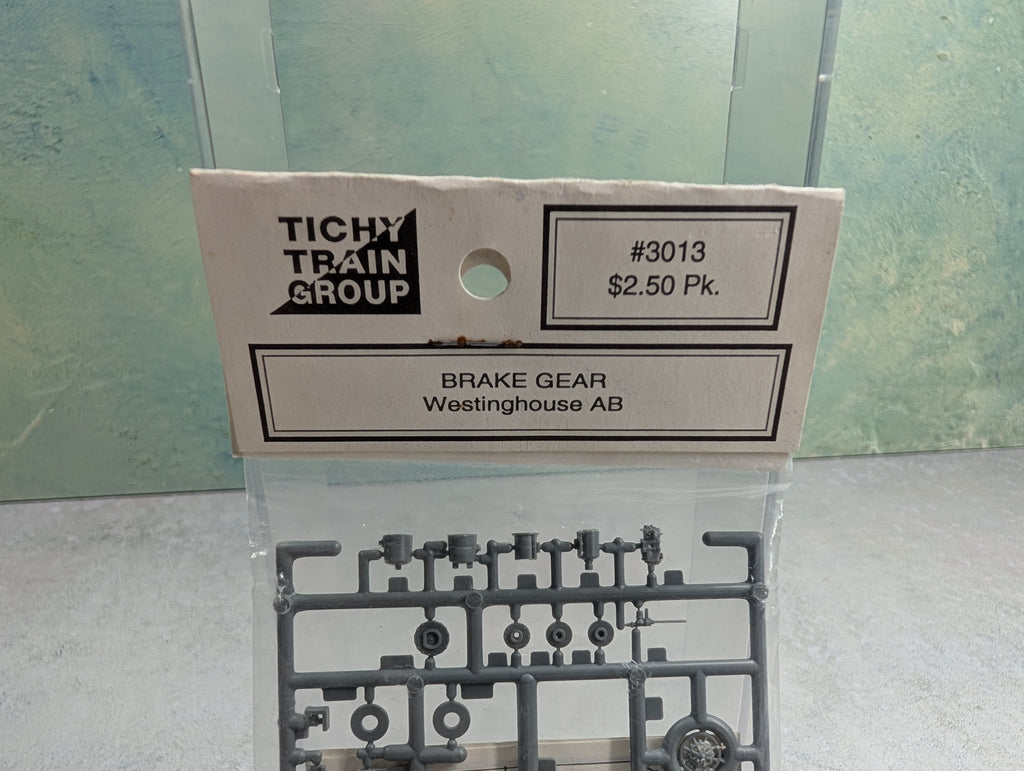 TICHY
TRAIN
GROUP
#3013
$2.50 Pk.
BRAKE GEAR
Westinghouse AB